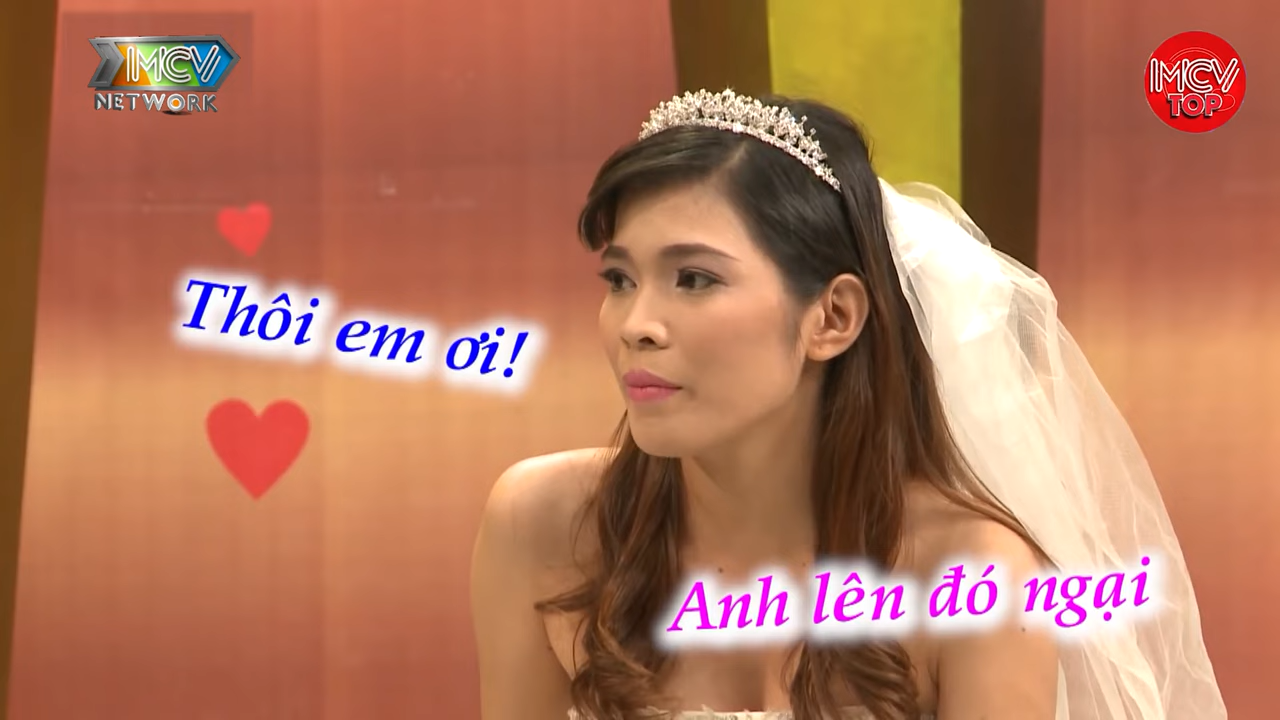 MCV
NETWORK
MCV
TOP
Thôi em ơi!
Anh lên đó ngại